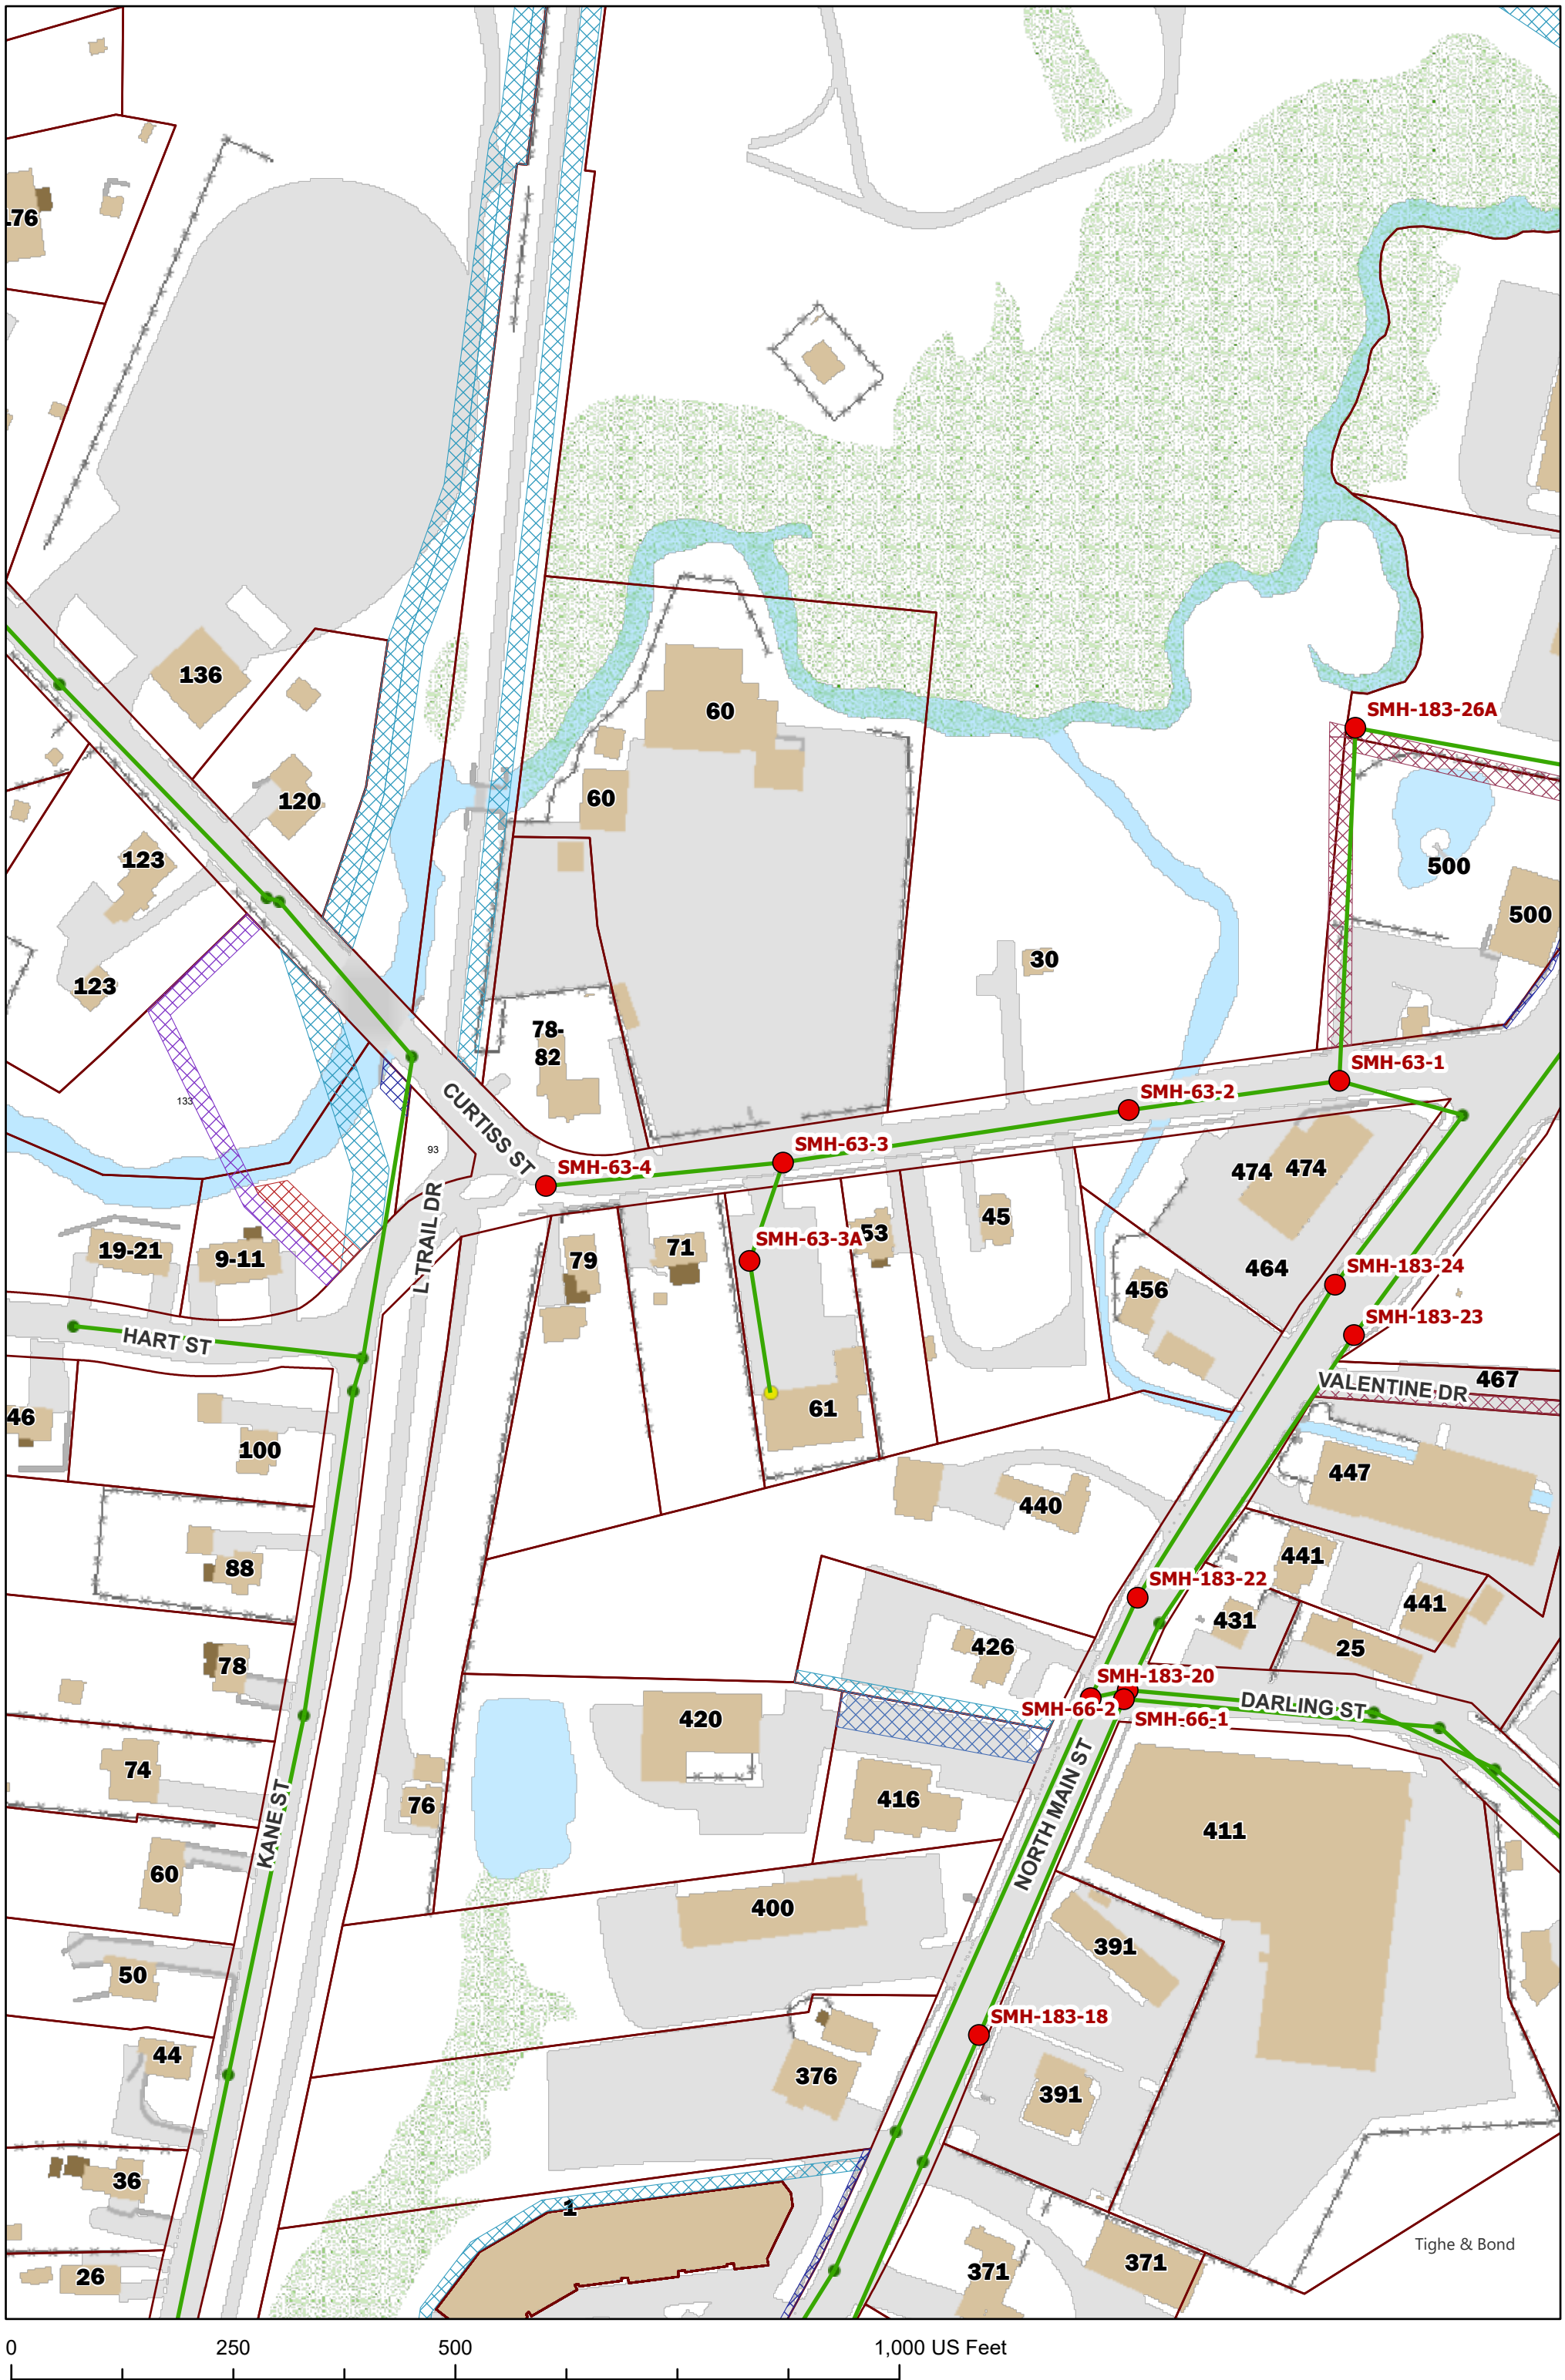 176
136
60
SMH-183-26A
60
120
123
500
500
30
123
78-
82
SMH-63-1
133
SMH-63-2
CURTISS ST
SMH-63-3
93
SMH-63-4
474
474
L TRAIL DR
45
53
SMH-63-3A
71
19-21
9-11
79
464
SMH-183-24
456
SMH-183-23
HART ST
VALENTINE DR
467
61
46
100
447
440
441
88
SMH-183-22
441
431
25
426
78
SMH-183-20
SMH-66-2
DARLING ST
SMH-66-1
420
74
NORTH MAIN ST
416
76
KANE ST
411
60
400
391
50
SMH-183-18
44
376
391
36
1
Tighe & Bond
371
371
26
0
250
500
1,000 US Feet